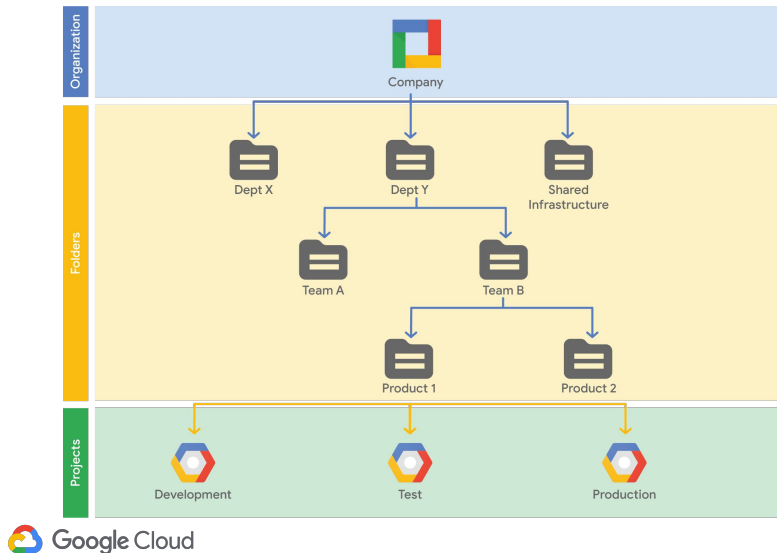 Organization
Company
Folders
Dept X
Dept Y
Shared
Infrastructure
Team A
Team B
Product 1
Product 2
Projects
Development
Test
Production
Google Cloud